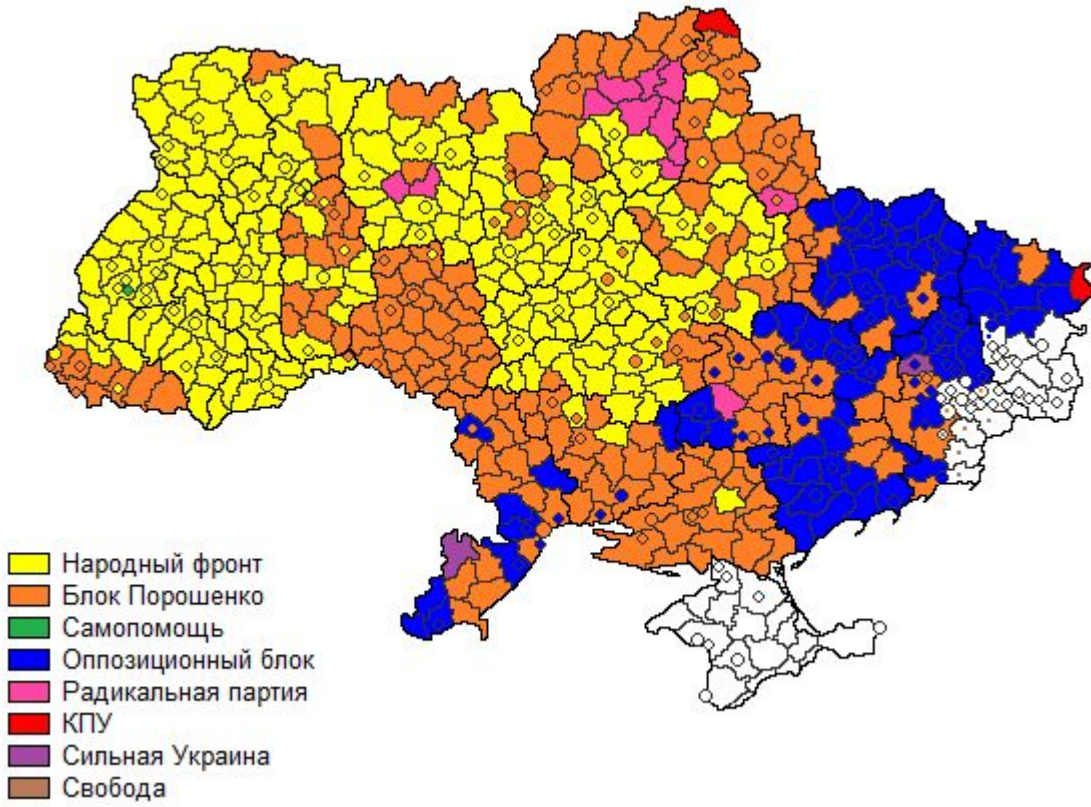 Народный фронт
Блок Порошенко
Самопомощь
Оппозиционный блок
Радикальная партия
КПУ
Сильная Украина
Свобода